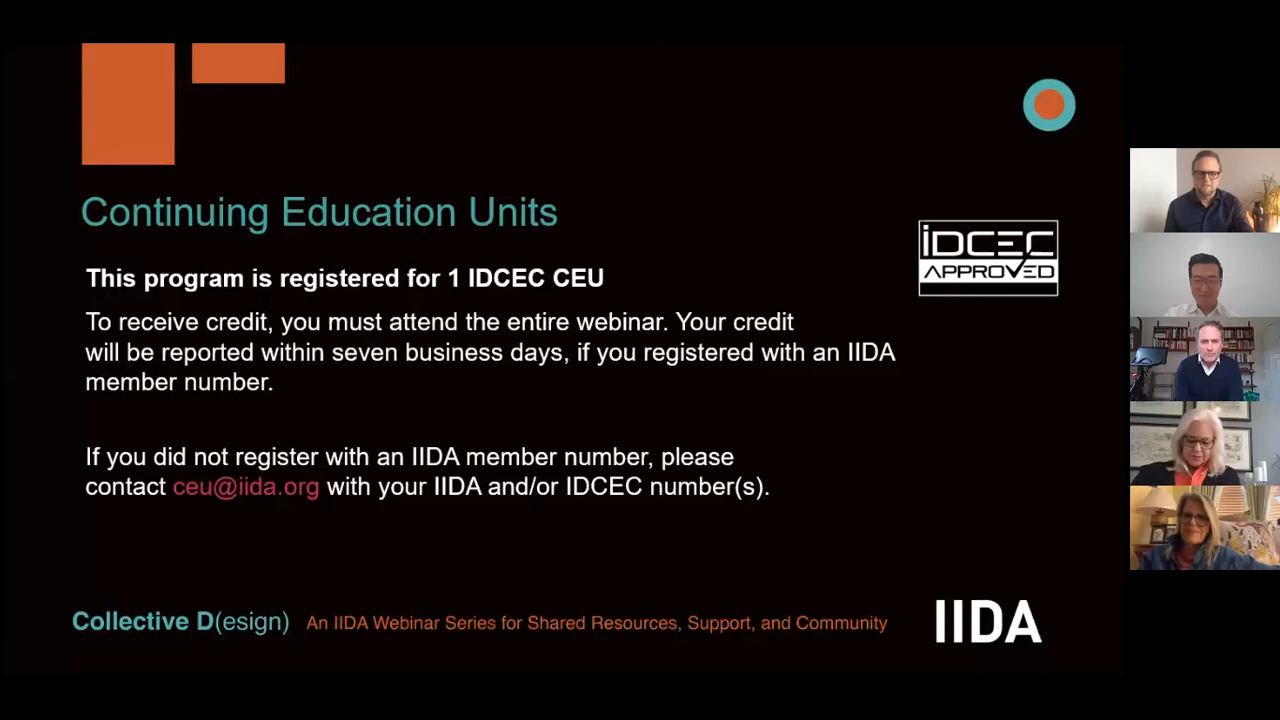 Continuing Education Units
IDCEC
APPROVED
This program is registered for 1 IDCEC CEU
To receive credit, you must attend the entire webinar. Your credit
will be reported within seven business days, if you registered with an IIDA
member number.
If you did not register with an IIDA member number, please
contact ceu@iida.org with your IIDA and/or IDCEC number(s).
Collective D(esign) An IIDA Webinar Series for Shared Resources, Support, and Community
IIDA